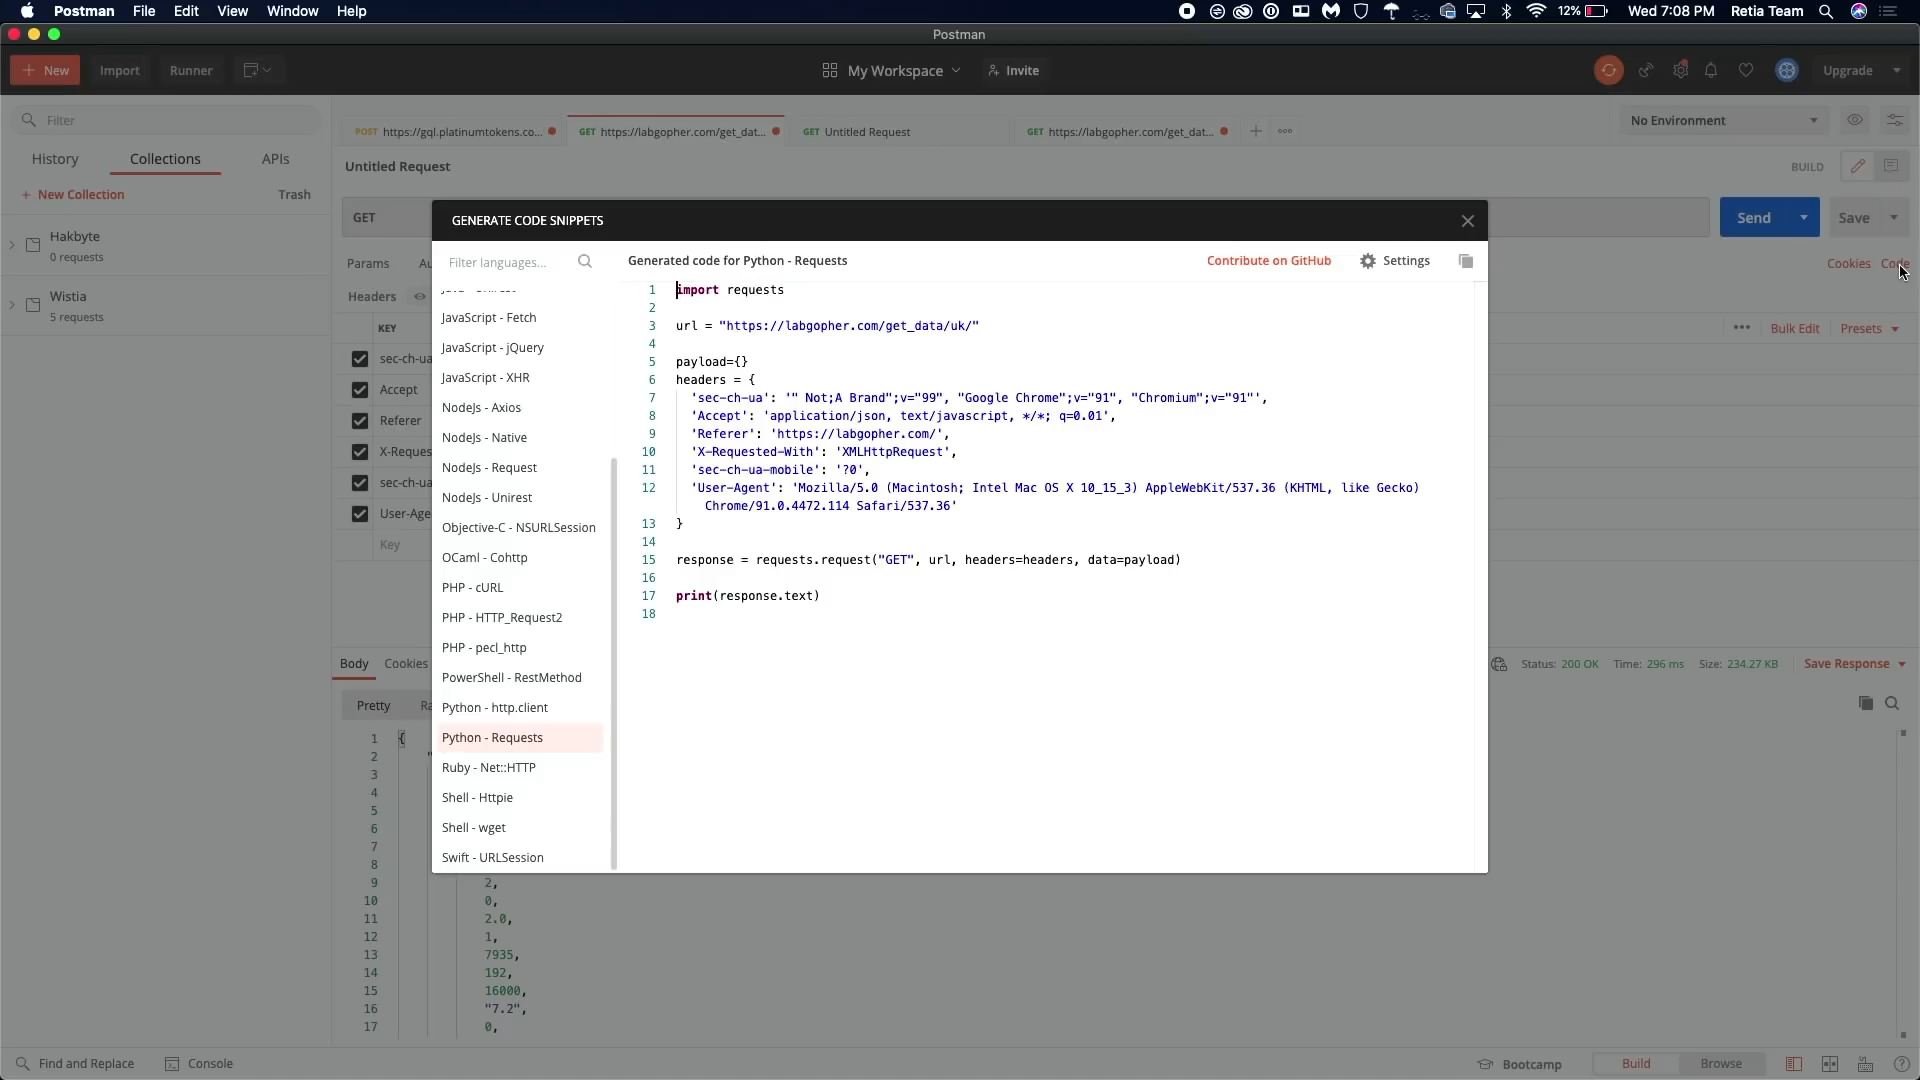 Postman File Edit View Window Help
12% Wed 7:08 PM Retia Team
Postman
+ New Import Runner
My Workspace Invite
Upgrade
Filter
History Collections APIs
+ New Collection Trash
Hakbyte
0 requests
Wistia
5 requests
POST https://gql.platinumtokens.co...
GET https://labgopher.com/get_dat...
GET Untitled Request
GET https://labgopher.com/get_dat...
No Environment
Untitled Request
BUILD
GET
Send Save
Params Au
Cookies Code
Headers
KEY
Bulk Edit Presets
sec-ch-ua
Accept
Referer
X-Reques
sec-ch-ua
User-Age
Key
GENERATE CODE SNIPPETS
Filter languages...
JavaScript - Fetch
JavaScript - jQuery
JavaScript - XHR
NodeJs - Axios
NodeJs - Native
NodeJs - Request
NodeJs - Unirest
Objective-C - NSURLSession
OCaml - Cohttp
PHP - cURL
PHP - HTTP_Request2
PHP - pecl_http
PowerShell - RestMethod
Python - http.client
Python - Requests
Ruby - Net::HTTP
Shell - Httpie
Shell - wget
Swift - URLSession
Generated code for Python - Requests
Contribute on GitHub Settings
1 import requests
2
3 url = "https://labgopher.com/get_data/uk/"
4
5 payload={}
6 headers = {
7 'sec-ch-ua': '" Not;A Brand";v="99", "Google Chrome";v="91", "Chromium";v="91"',
8 'Accept': 'application/json, text/javascript, */*; q=0.01',
9 'Referer': 'https://labgopher.com/',
10 'X-Requested-With': 'XMLHttpRequest',
11 'sec-ch-ua-mobile': '?0',
12 'User-Agent': 'Mozilla/5.0 (Macintosh; Intel Mac OS X 10_15_3) AppleWebKit/537.36 (KHTML, like Gecko)
Chrome/91.0.4472.114 Safari/537.36'
13 }
14
15 response = requests.request("GET", url, headers=headers, data=payload)
16
17 print(response.text)
18
Body Cookies
Status: 200 OK Time: 296 ms Size: 234.27 KB Save Response
Pretty Ra
1 {
2 "
3
4
5
6
7
8
9 2,
10 0,
11 2.0,
12 1,
13 7935,
14 192,
15 16000,
16 "7.2",
17 0,
Find and Replace Console
Bootcamp Build Browse